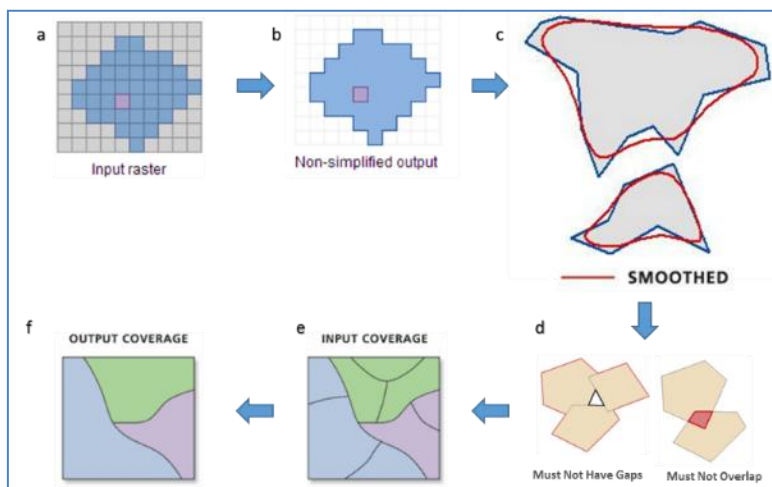 a
Input raster
b
Non-simplified output
c
SMOOTHED
d
Must Not Have Gaps
Must Not Overlap
e
INPUT COVERAGE
f
OUTPUT COVERAGE